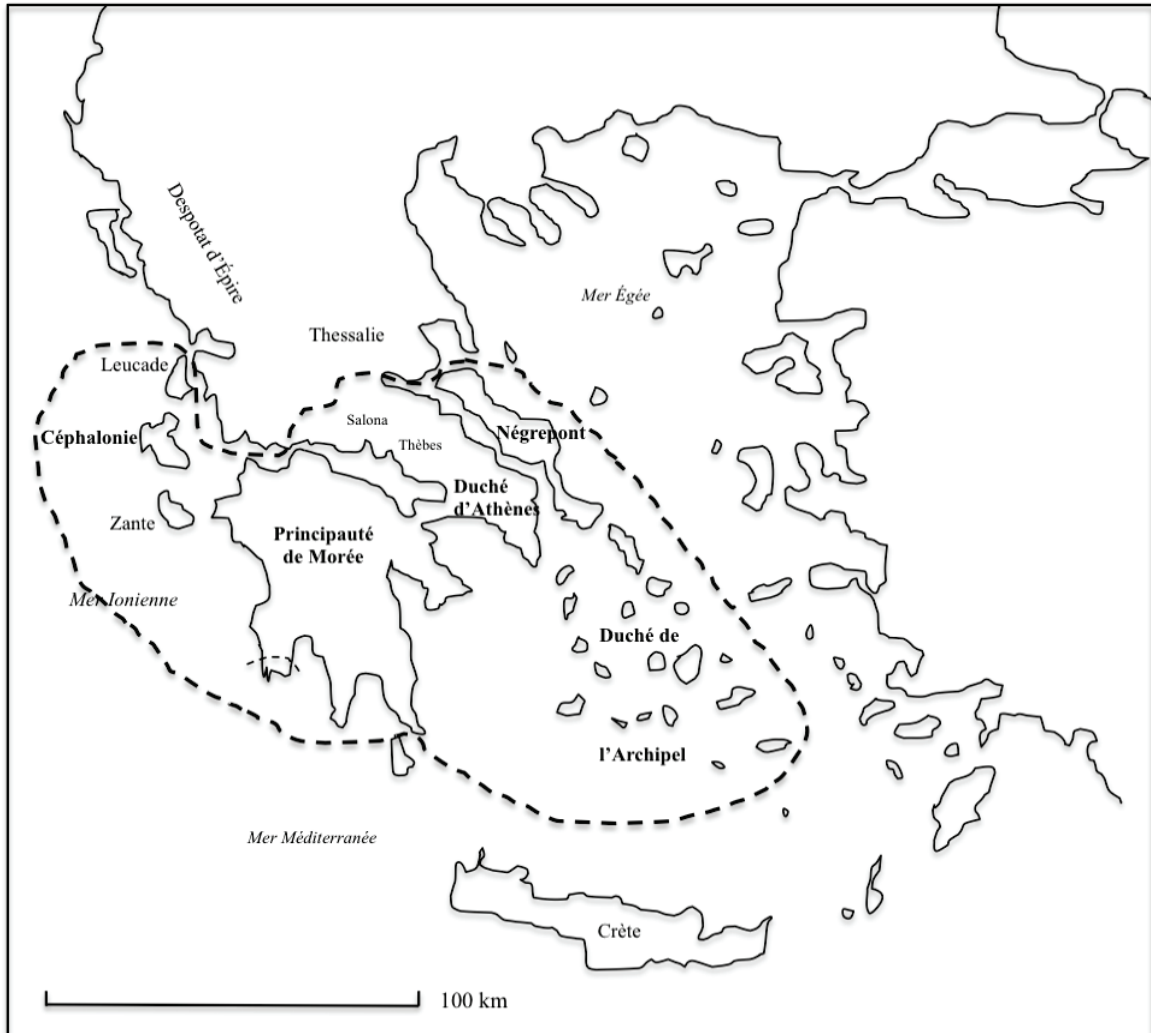 Despotat d'Épire
Mer Égée
Thessalie
Leucade
Salona
Céphalonie
Négrepont
Thèbes
Duché
d'Athènes
Zante
Principauté
de Morée
Mer Ionienne
Duché de
l'Archipel
Mer Méditerranée
Crète
100 km